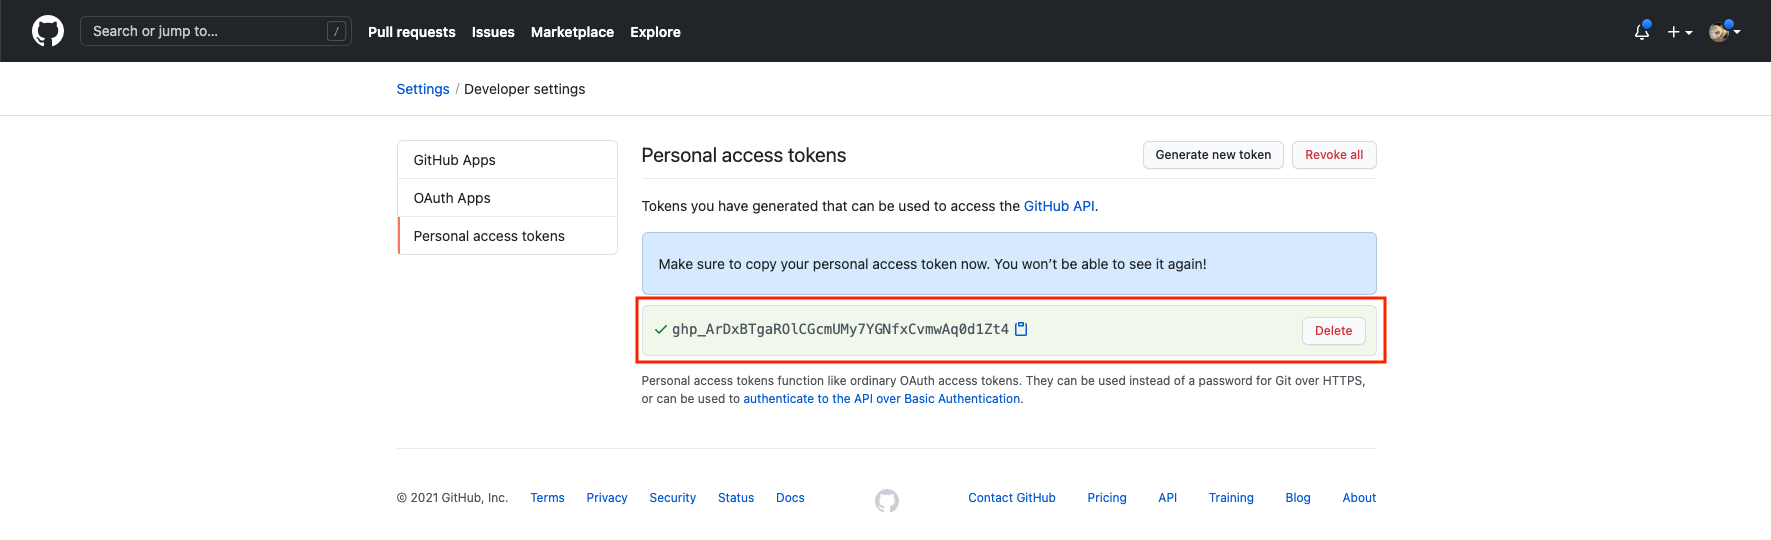 Search or jump to... /
Pull requests Issues Marketplace Explore
Settings / Developer settings
GitHub Apps
OAuth Apps
Personal access tokens
Personal access tokens
Generate new token Revoke all
Tokens you have generated that can be used to access the GitHub API.
Make sure to copy your personal access token now. You won’t be able to see it again!
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 Delete
Personal access tokens function like ordinary OAuth access tokens. They can be used instead of a password for Git over HTTPS,
or can be used to authenticate to the API over Basic Authentication.
© 2021 GitHub, Inc. Terms Privacy Security Status Docs Contact GitHub Pricing API Training Blog About